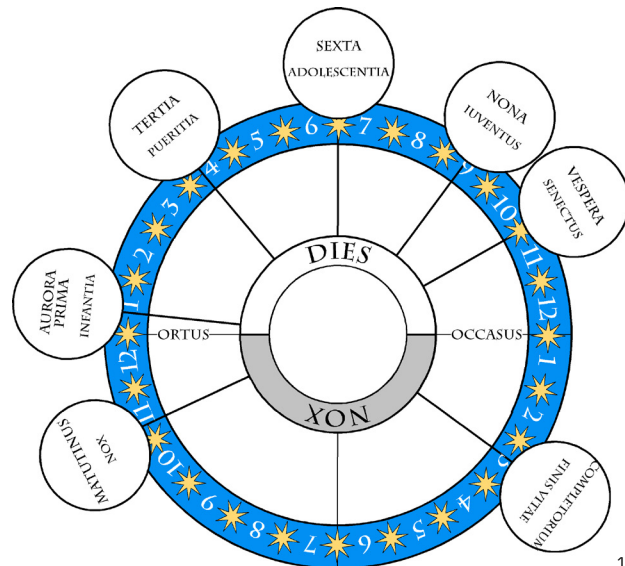 SEXTA
ADOLESCENTIA
NONA
IUVENTUS
VESPERA
SENECTUS
TERTIA
PUERITIA
AURORA
PRIMA
INFANTIA
MATUTINUS
NOX
COMPLETORIUM
FINIS VITAE
1 2 3 4 5 6 7 8 9 10 11 12
1 2 3 4 5 6 7 8 9 10 11 12
DIES
ORTUS
OCCASUS
NOX
1